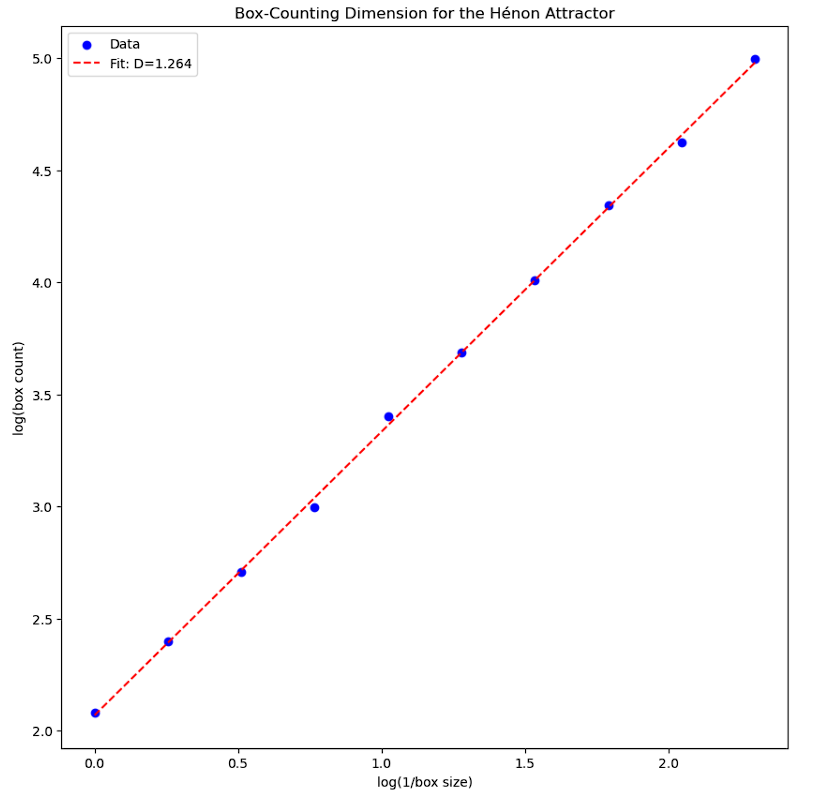 Box-Counting Dimension for the Hénon Attractor
Data
Fit: D=1.264
5.0
4.5
4.0
3.5
3.0
2.5
2.0
log(box count)
0.0 0.5 1.0 1.5 2.0
log(1/box size)